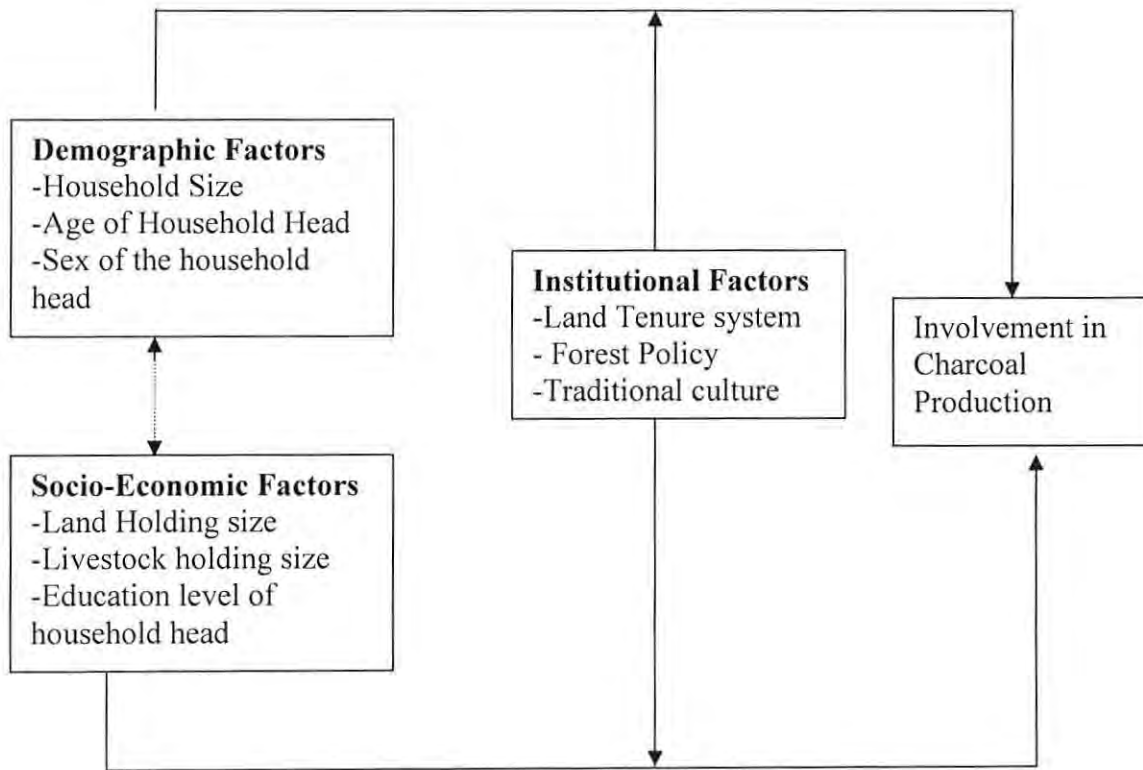 Demographic Factors
-Household Size
-Age of Household Head
-Sex of the household
head
Institutional Factors
-Land Tenure system
- Forest Policy
-Traditional culture
Involvement in
Charcoal
Production
Socio-Economic Factors
-Land Holding size
-Livestock holding size
-Education level of
household head